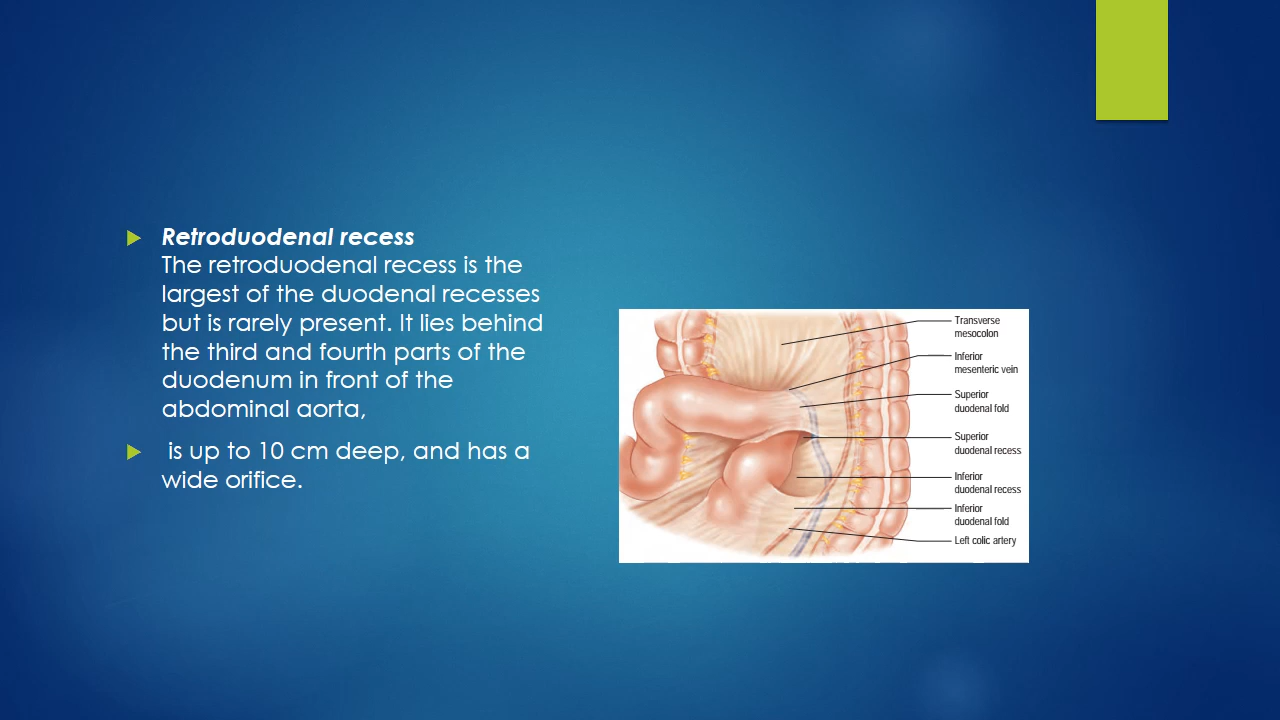 Retroduodenal recess
The retroduodenal recess is the
largest of the duodenal recesses
but is rarely present. It lies behind
the third and fourth parts of the
duodenum in front of the
abdominal aorta,
is up to 10 cm deep, and has a
wide orifice.
Transverse
mesocolon
Inferior
mesenteric vein
Superior
duodenal fold
Superior
duodenal recess
Inferior
duodenal recess
Inferior
duodenal fold
Left colic artery